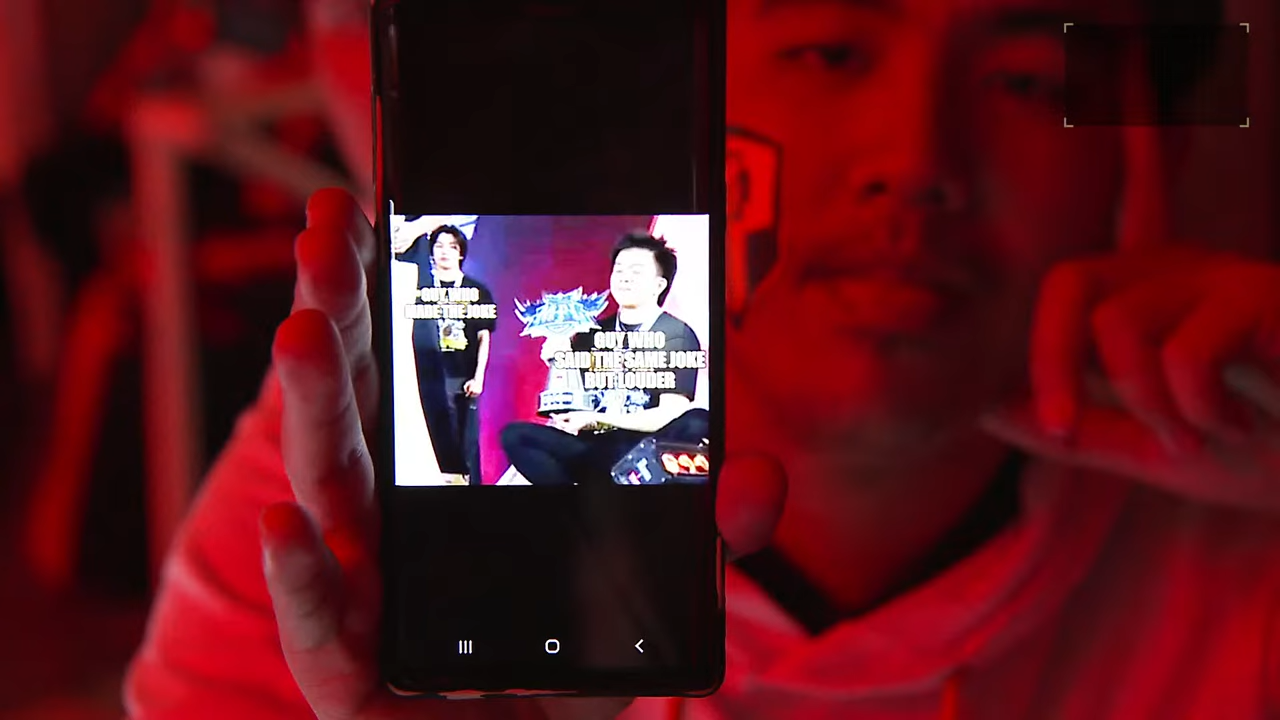 GUY WHO
MADE THE JOKE
GUY WHO
SAID THE SAME JOKE
BUT LOUDER